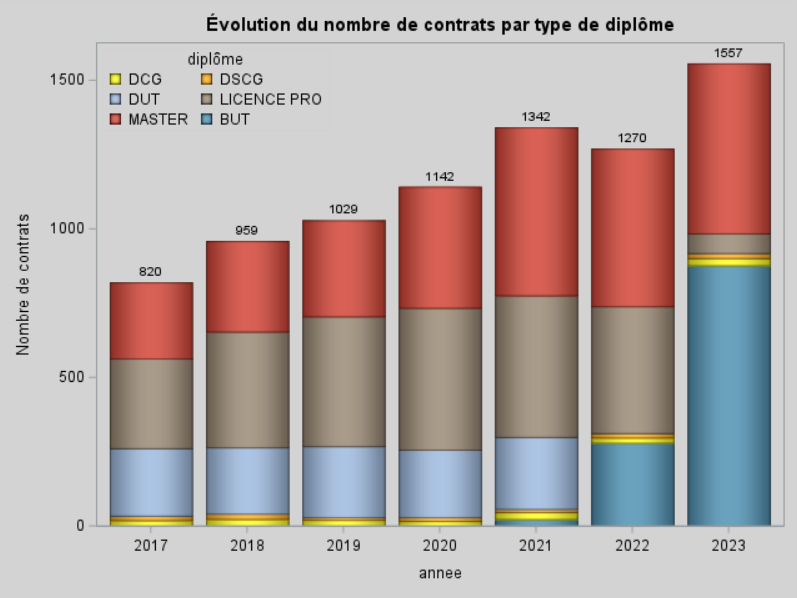 Évolution du nombre de contrats par type de diplôme
diplôme
DCG DSCG
DUT LICENCE PRO
MASTER BUT
1557
1342
1270
1142
1029
959
820
1500
1000
500
0
Nombre de contrats
2017 2018 2019 2020 2021 2022 2023
annee